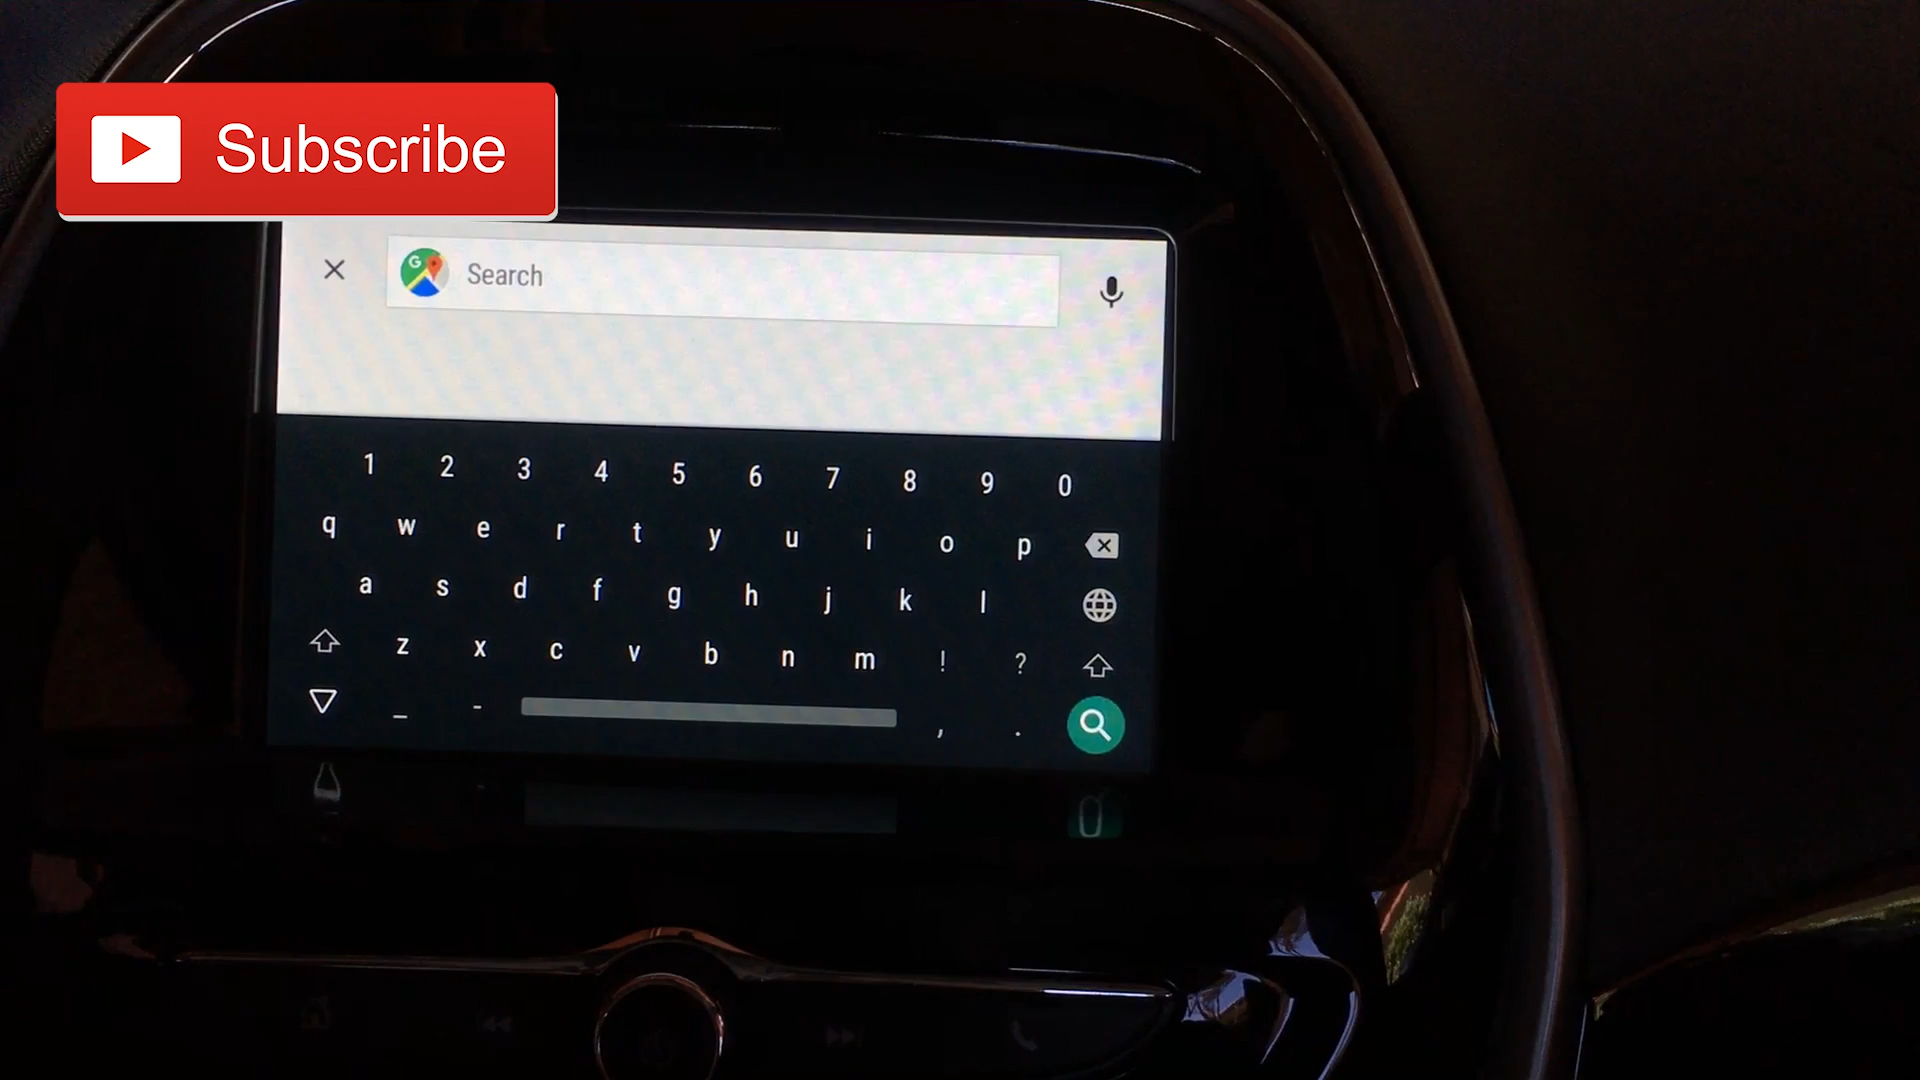 Subscribe
Search
1 2 3 4 5 6 7 8 9 0
q w e r t y u i o p
a s d f g h j k l
z x c v b n m ! ?
_ - , .